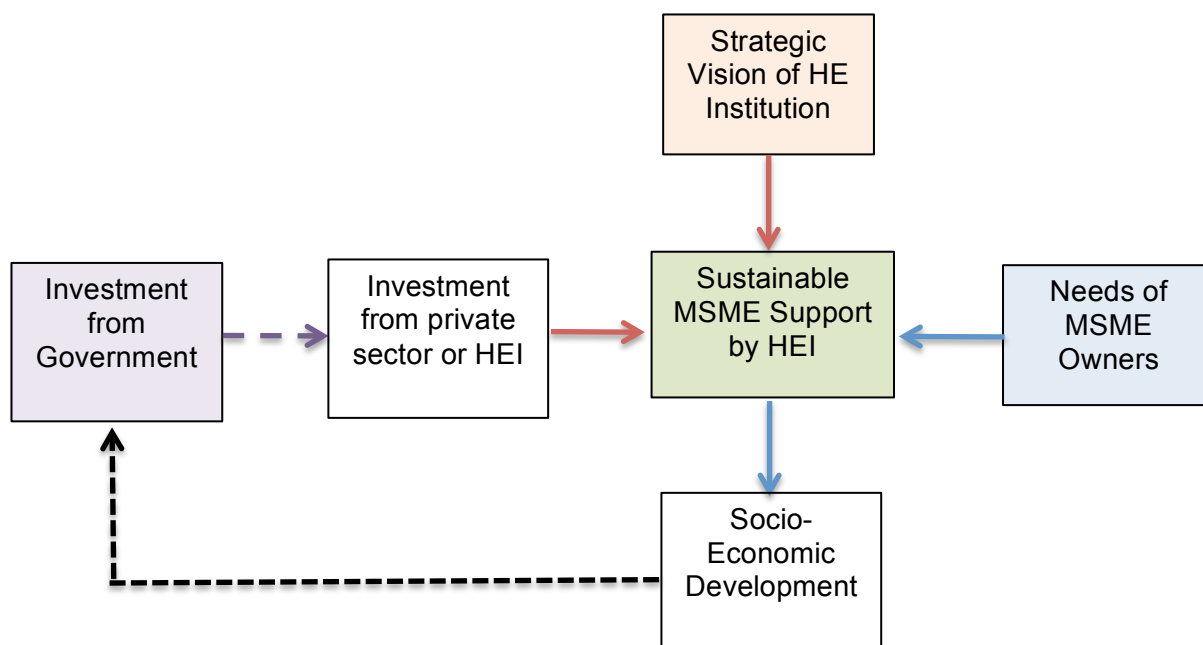 Strategic
Vision of HE
Institution
Investment
from
Government
Investment
from private
sector or HEI
Sustainable
MSME Support
by HEI
Needs of
MSME
Owners
Socio-
Economic
Development